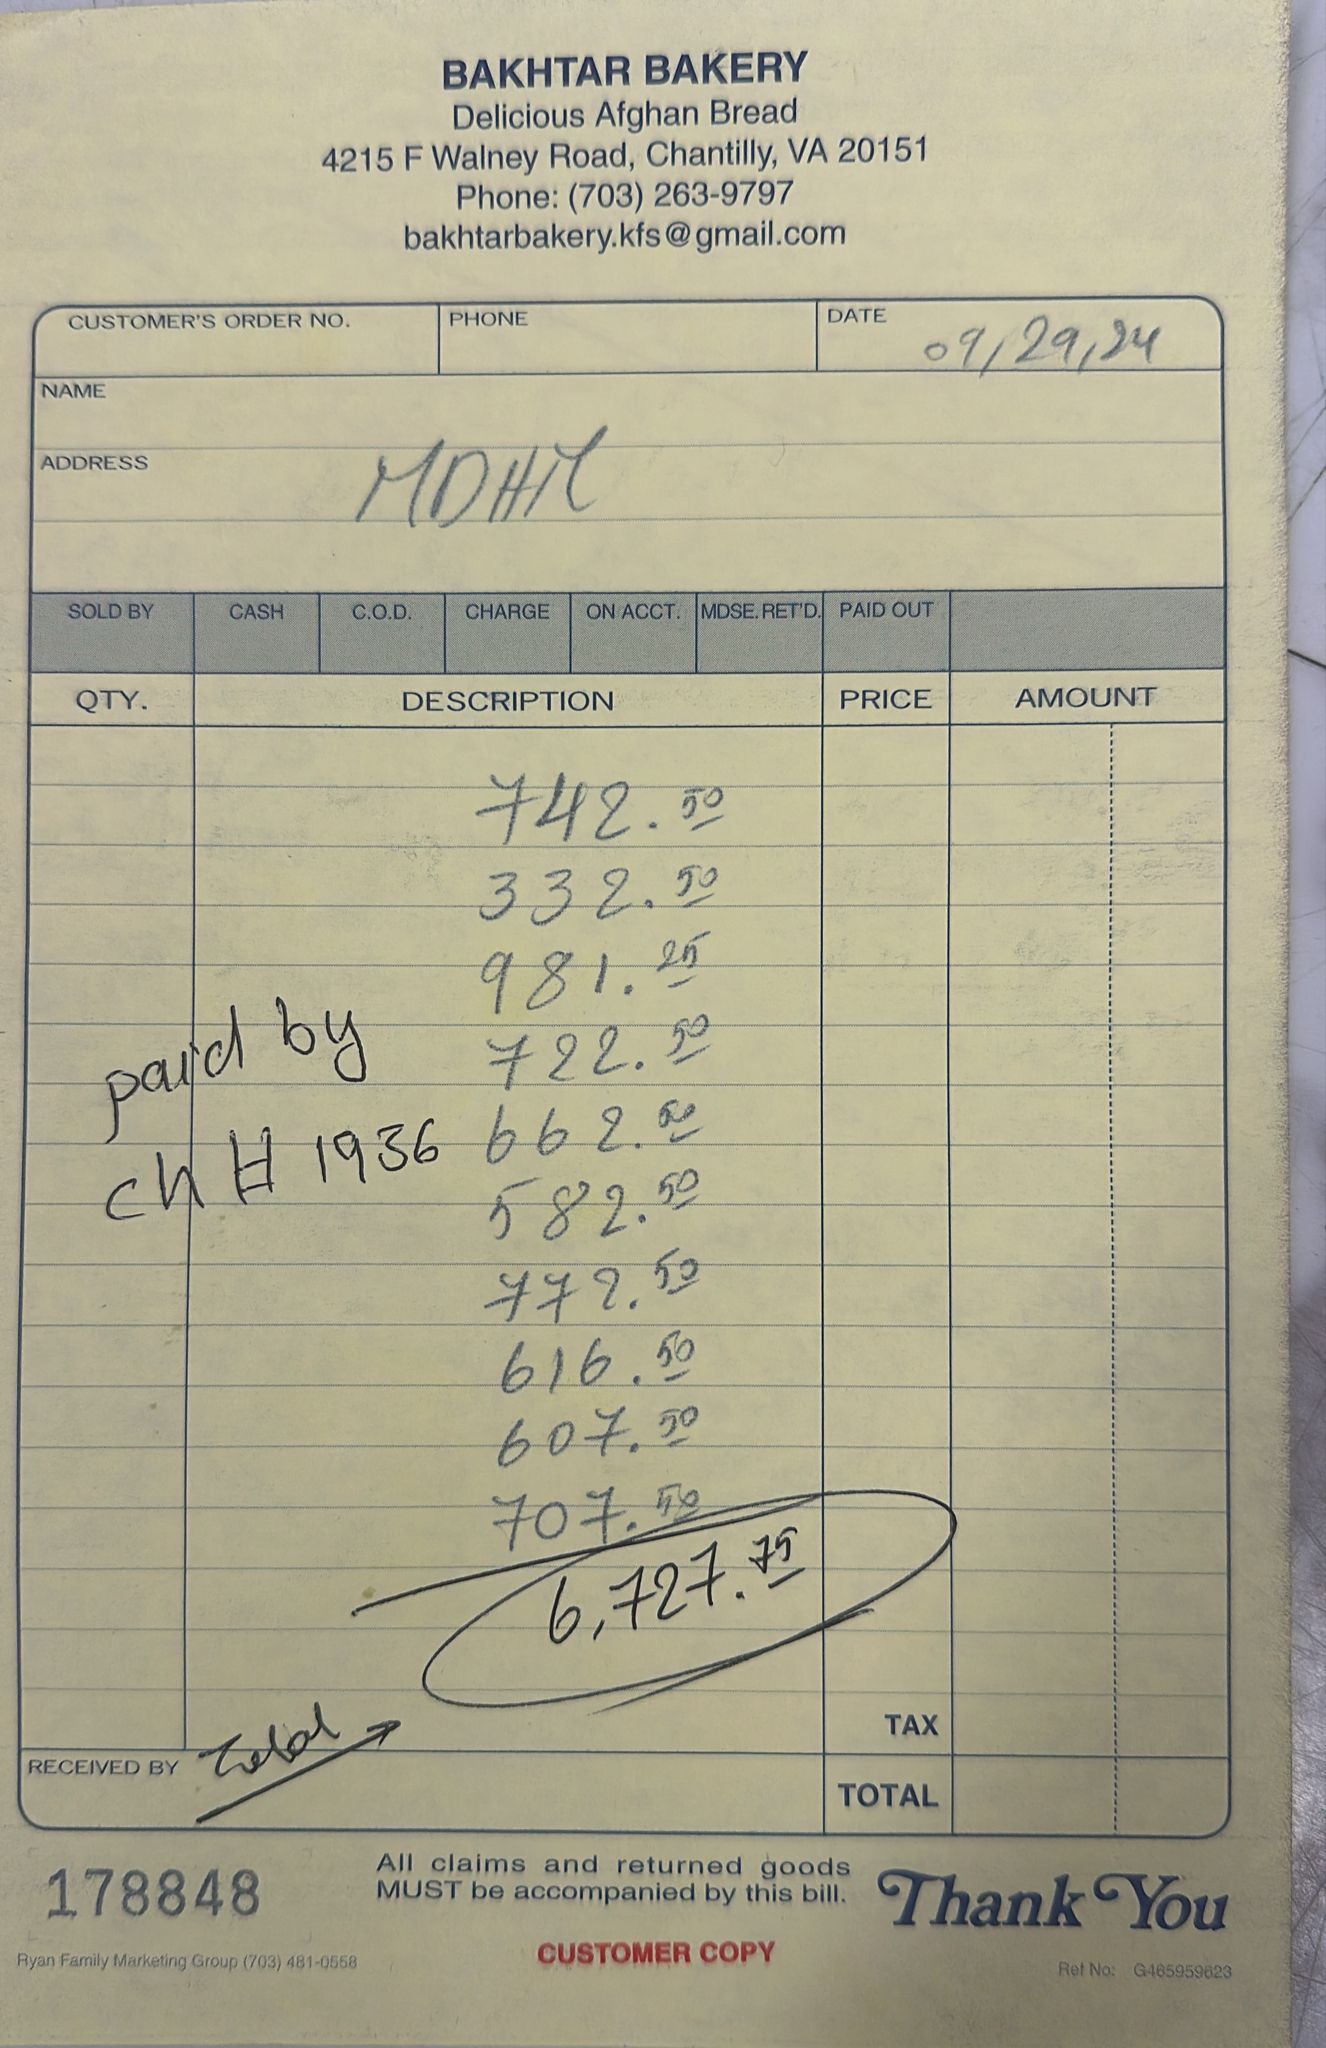 BAKHTAR BAKERY
Delicious Afghan Bread
4215 F Walney Road, Chantilly, VA 20151
Phone: (703) 263-9797
bakhtarbakery.kfs@gmail.com
CUSTOMER'S ORDER NO. PHONE DATE 09/29,24
NAME
ADDRESS
SOLD BY CASH C.O.D. CHARGE ON ACCT. MDSE. RET'D. PAID OUT
QTY. DESCRIPTION PRICE AMOUNT
742.50
332.50
981.25
722.50
paid by
662.50
ch # 1936
582.50
772.50
616.50
607.50
707.50
6,727.75
TAX
RECEIVED BY Total
TOTAL
178848
All claims and returned goods
MUST be accompanied by this bill.
Thank You
CUSTOMER COPY
Ryan Family Marketing Group (703) 481-0558
Ref No: G465959623